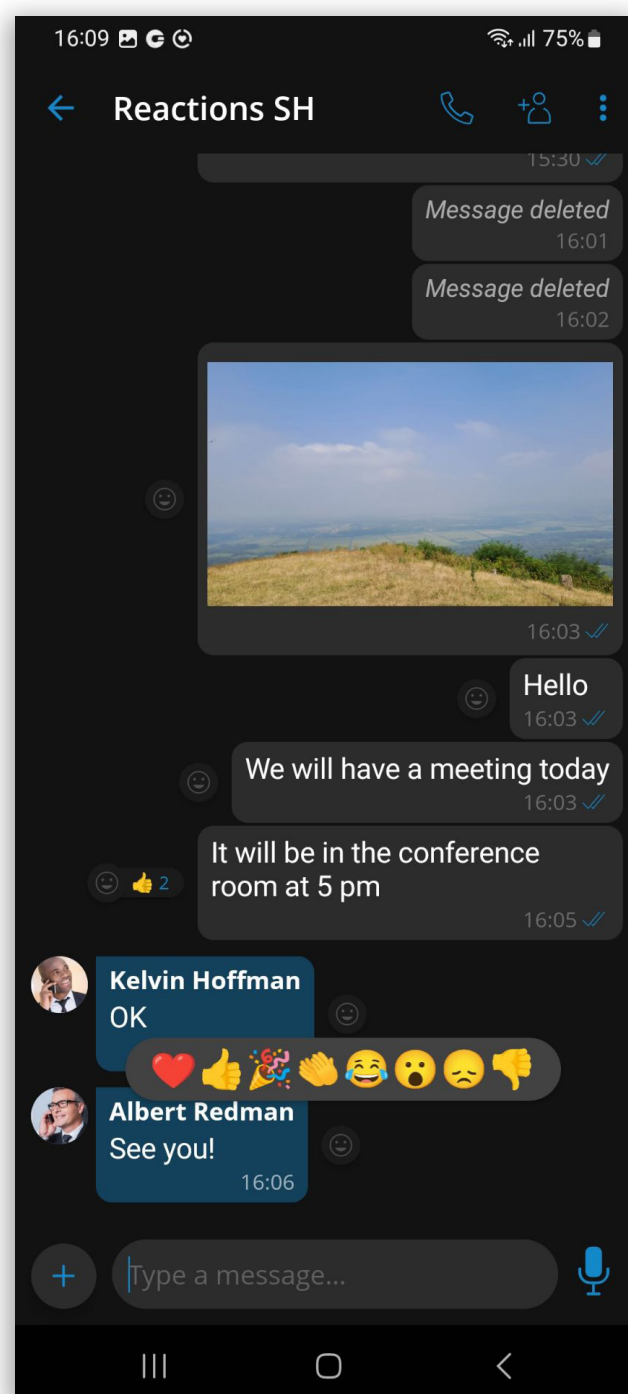 16:09
75%
Reactions SH
15:30
Message deleted
16:01
Message deleted
16:02
16:03
Hello
16:03
We will have a meeting today
16:03
It will be in the conference
room at 5 pm
2
16:05
Kelvin Hoffman
OK
Albert Redman
See you!
16:06
Type a message...